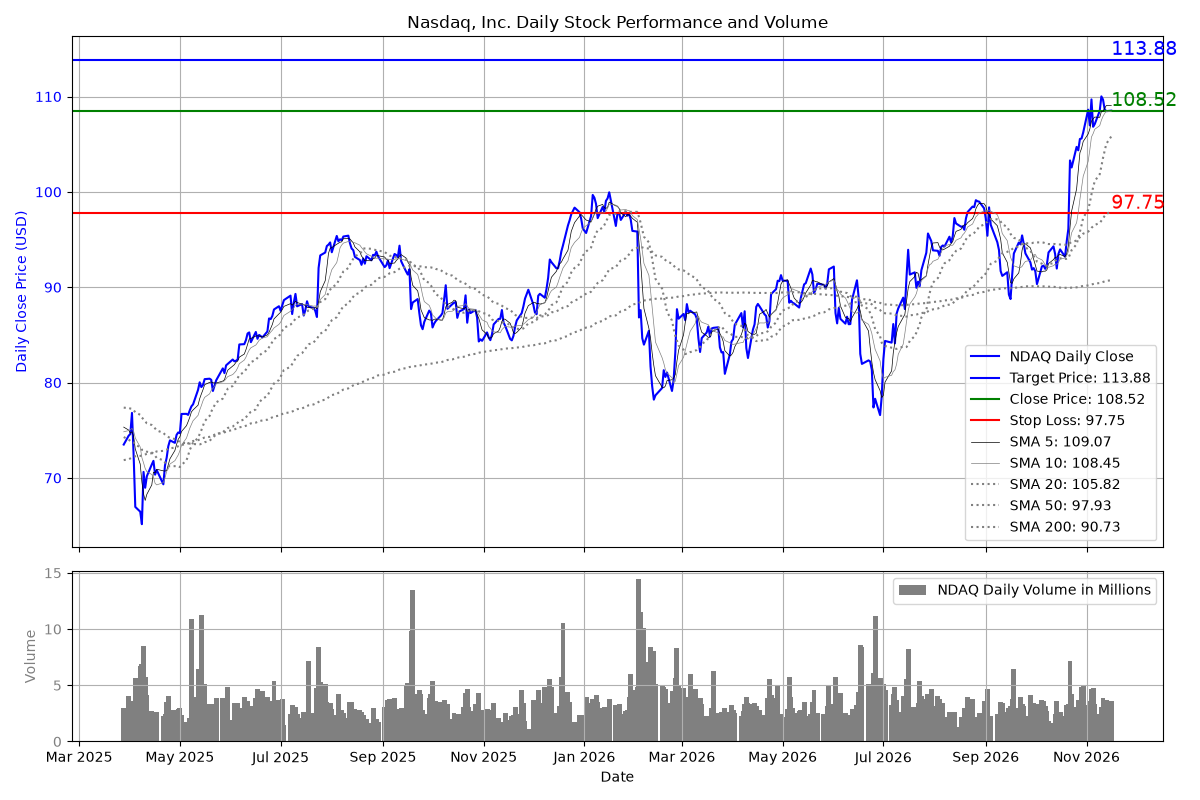 Nasdaq, Inc. Daily Stock Performance and Volume
113.88
110
108.52
100
97.75
90
80
70
Daily Close Price (USD)
NDAQ Daily Close
Target Price: 113.88
Close Price: 108.52
Stop Loss: 97.75
SMA 5: 109.07
SMA 10: 108.45
SMA 20: 105.82
SMA 50: 97.93
SMA 200: 90.73
15
10
5
0
Volume
NDAQ Daily Volume in Millions
Mar 2025 May 2025 Jul 2025 Sep 2025 Nov 2025 Jan 2026 Mar 2026 May 2026 Jul 2026 Sep 2026 Nov 2026
Date